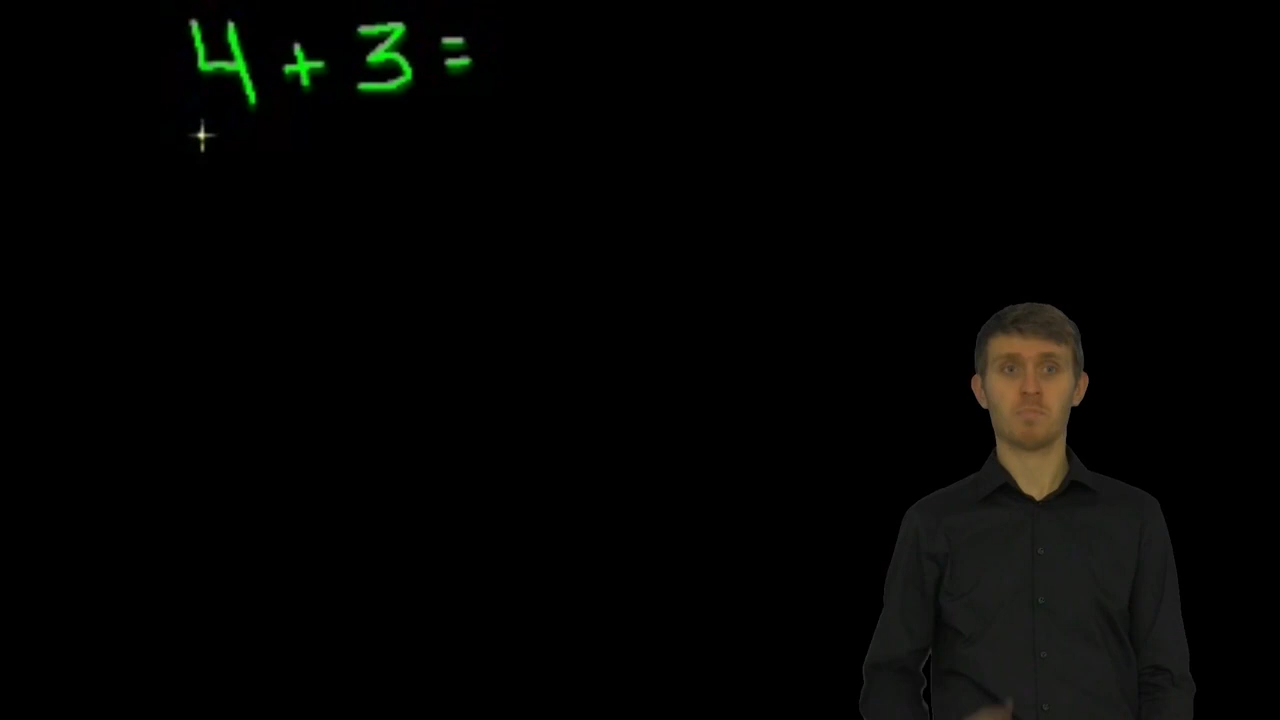 4 + 3 =